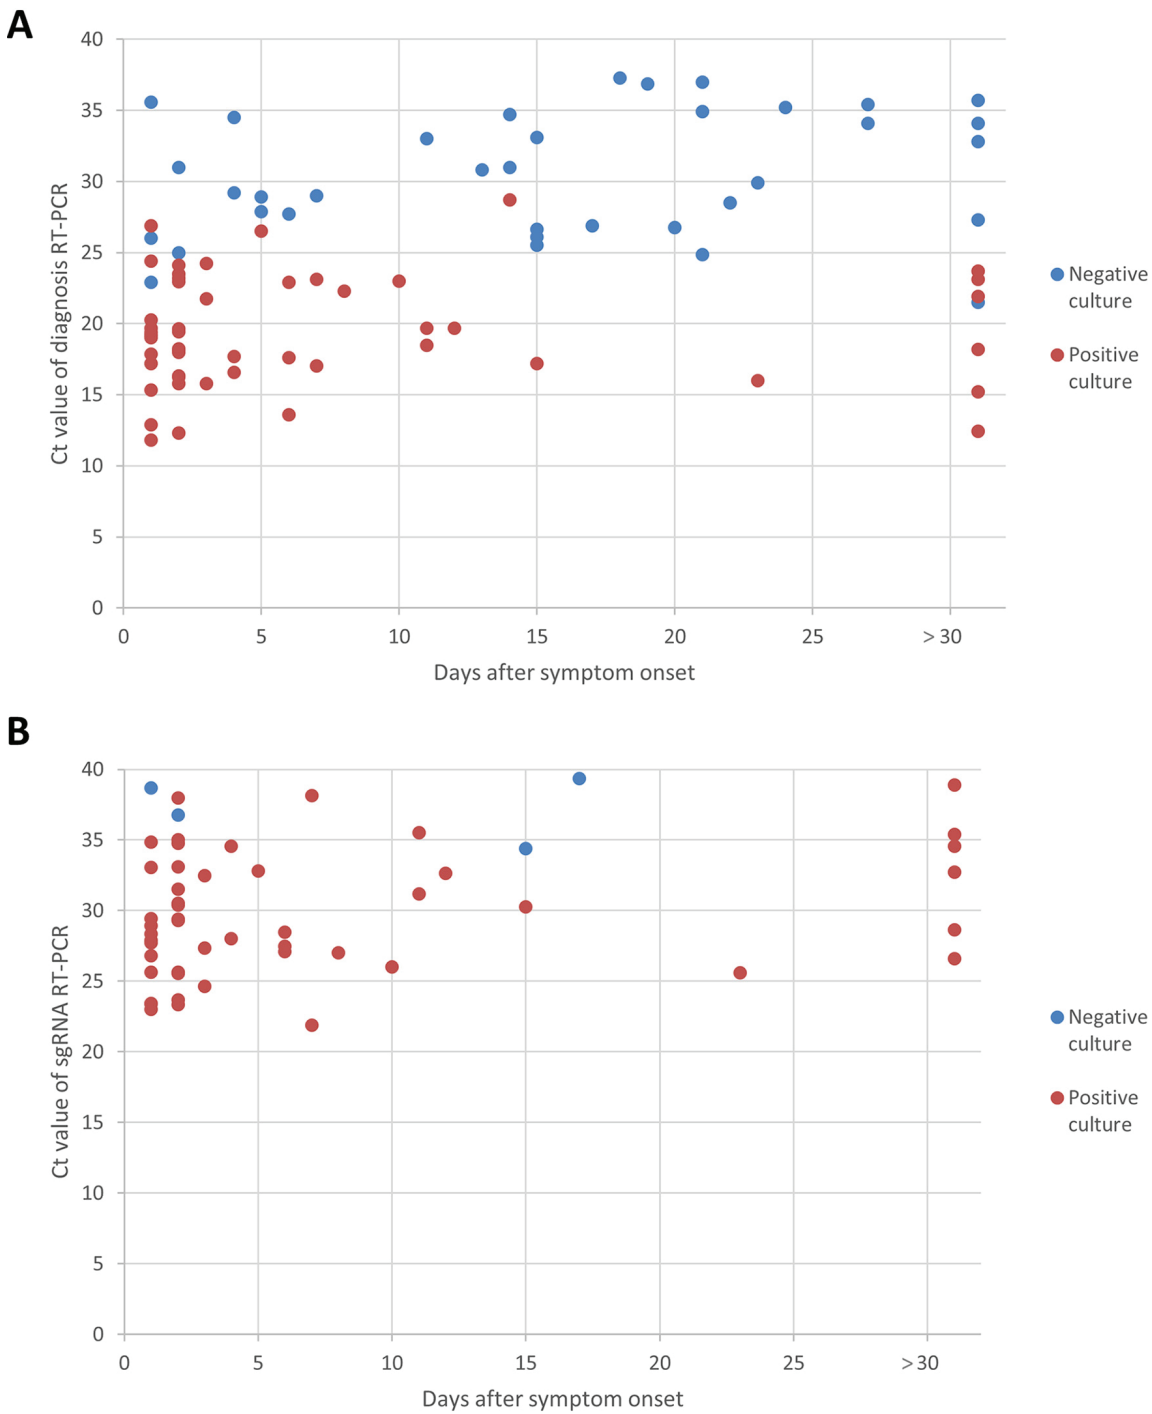 A
40
35
30
25
20
15
10
5
0
Ct value of diagnosis RT-PCR
0 5 10 15 20 25 > 30
Days after symptom onset
Negative
culture
Positive
culture
B
40
35
30
25
20
15
10
5
0
Ct value of sgRNA RT-PCR
0 5 10 15 20 25 > 30
Days after symptom onset
Negative
culture
Positive
culture